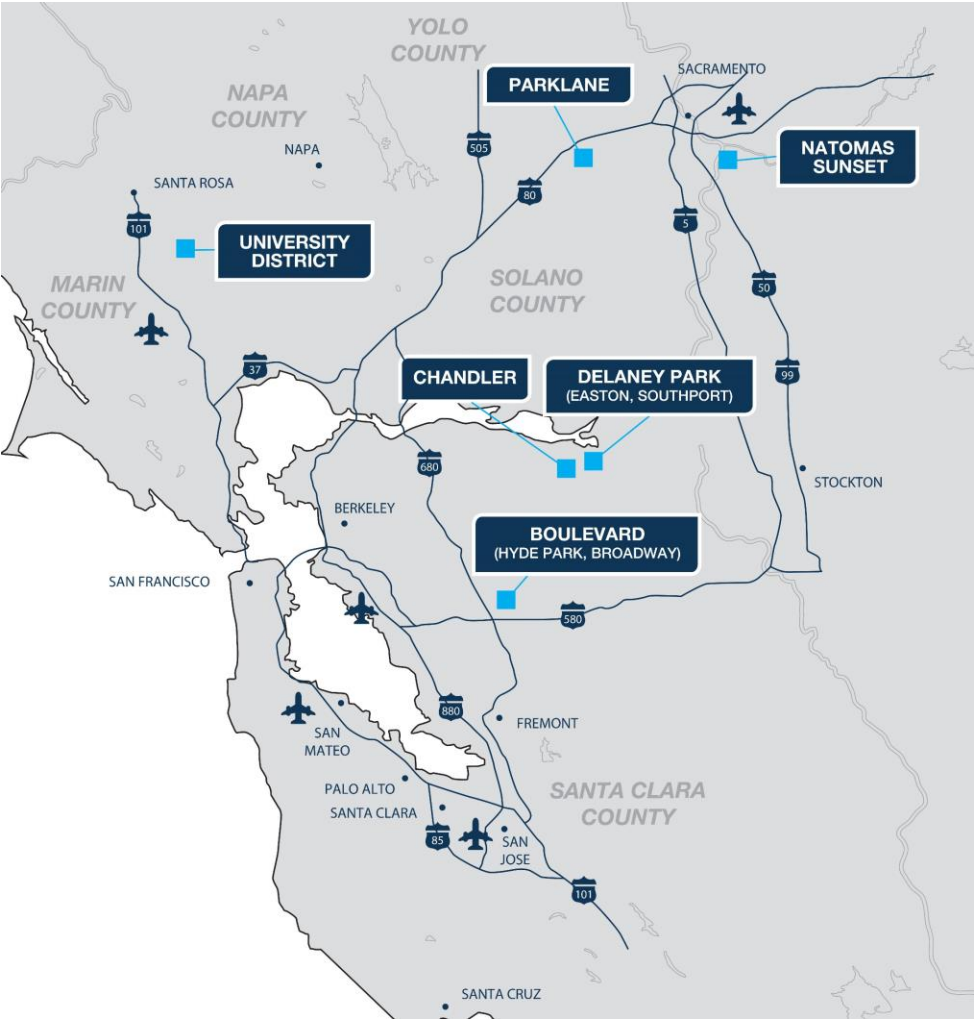 YOLO
COUNTY
SACRAMENTO
PARKLANE
NAPA
COUNTY
505
NAPA
NATOMAS
SUNSET
SANTA ROSA
80
101
5
UNIVERSITY
DISTRICT
MARIN
COUNTY
SOLANO
COUNTY
50
37
CHANDLER
DELANEY PARK
(EASTON, SOUTHPORT)
99
680
STOCKTON
BERKELEY
BOULEVARD
(HYDE PARK, BROADWAY)
SAN FRANCISCO
580
880
FREMONT
SAN
MATEO
PALO ALTO
SANTA CLARA
COUNTY
SANTA CLARA
85
SAN
JOSE
101
SANTA CRUZ